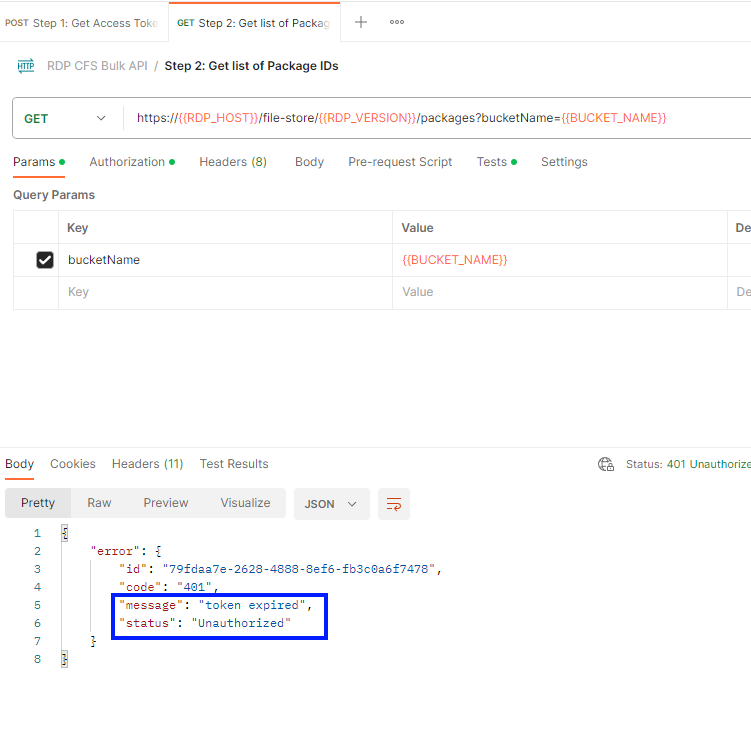 POST Step 1: Get Access Toke GET Step 2: Get list of Packag
HTTP RDP CFS Bulk API / Step 2: Get list of Package IDs
GET https://{{RDP_HOST}}/file-store/{{RDP_VERSION}}/packages?bucketName={{BUCKET_NAME}}
Params Authorization Headers (8) Body Pre-request Script Tests Settings
Query Params
Key Value De
bucketName {{BUCKET_NAME}}
Key Value De
Body Cookies Headers (11) Test Results Status: 401 Unauthorize
Pretty Raw Preview Visualize JSON
1 {
2 "error": {
3 "id": "79fdaa7e-2628-4888-8ef6-fb3c0a6f7478",
4 "code": "401",
5 "message": "token expired",
6 "status": "Unauthorized"
7 }
8 }